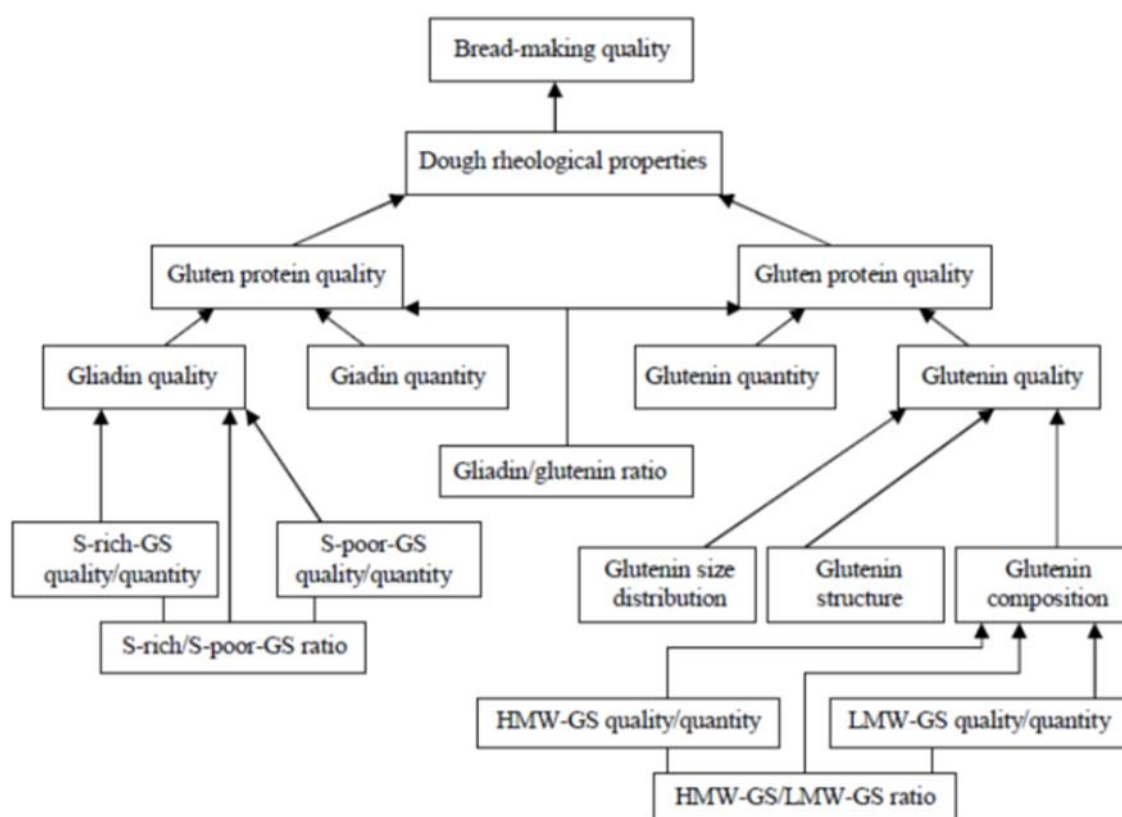 Bread-making quality
Dough rheological properties
Gluten protein quality
Gluten protein quality
Gliadin quality
Giadin quantity
Glutenin quantity
Glutenin quality
Gliadin/glutenin ratio
S-rich-GS
quality/quantity
S-poor-GS
quality/quantity
Glutenin size
distribution
Glutenin
structure
Glutenin
composition
S-rich/S-poor-GS ratio
HMW-GS quality/quantity
LMW-GS quality/quantity
HMW-GS/LMW-GS ratio